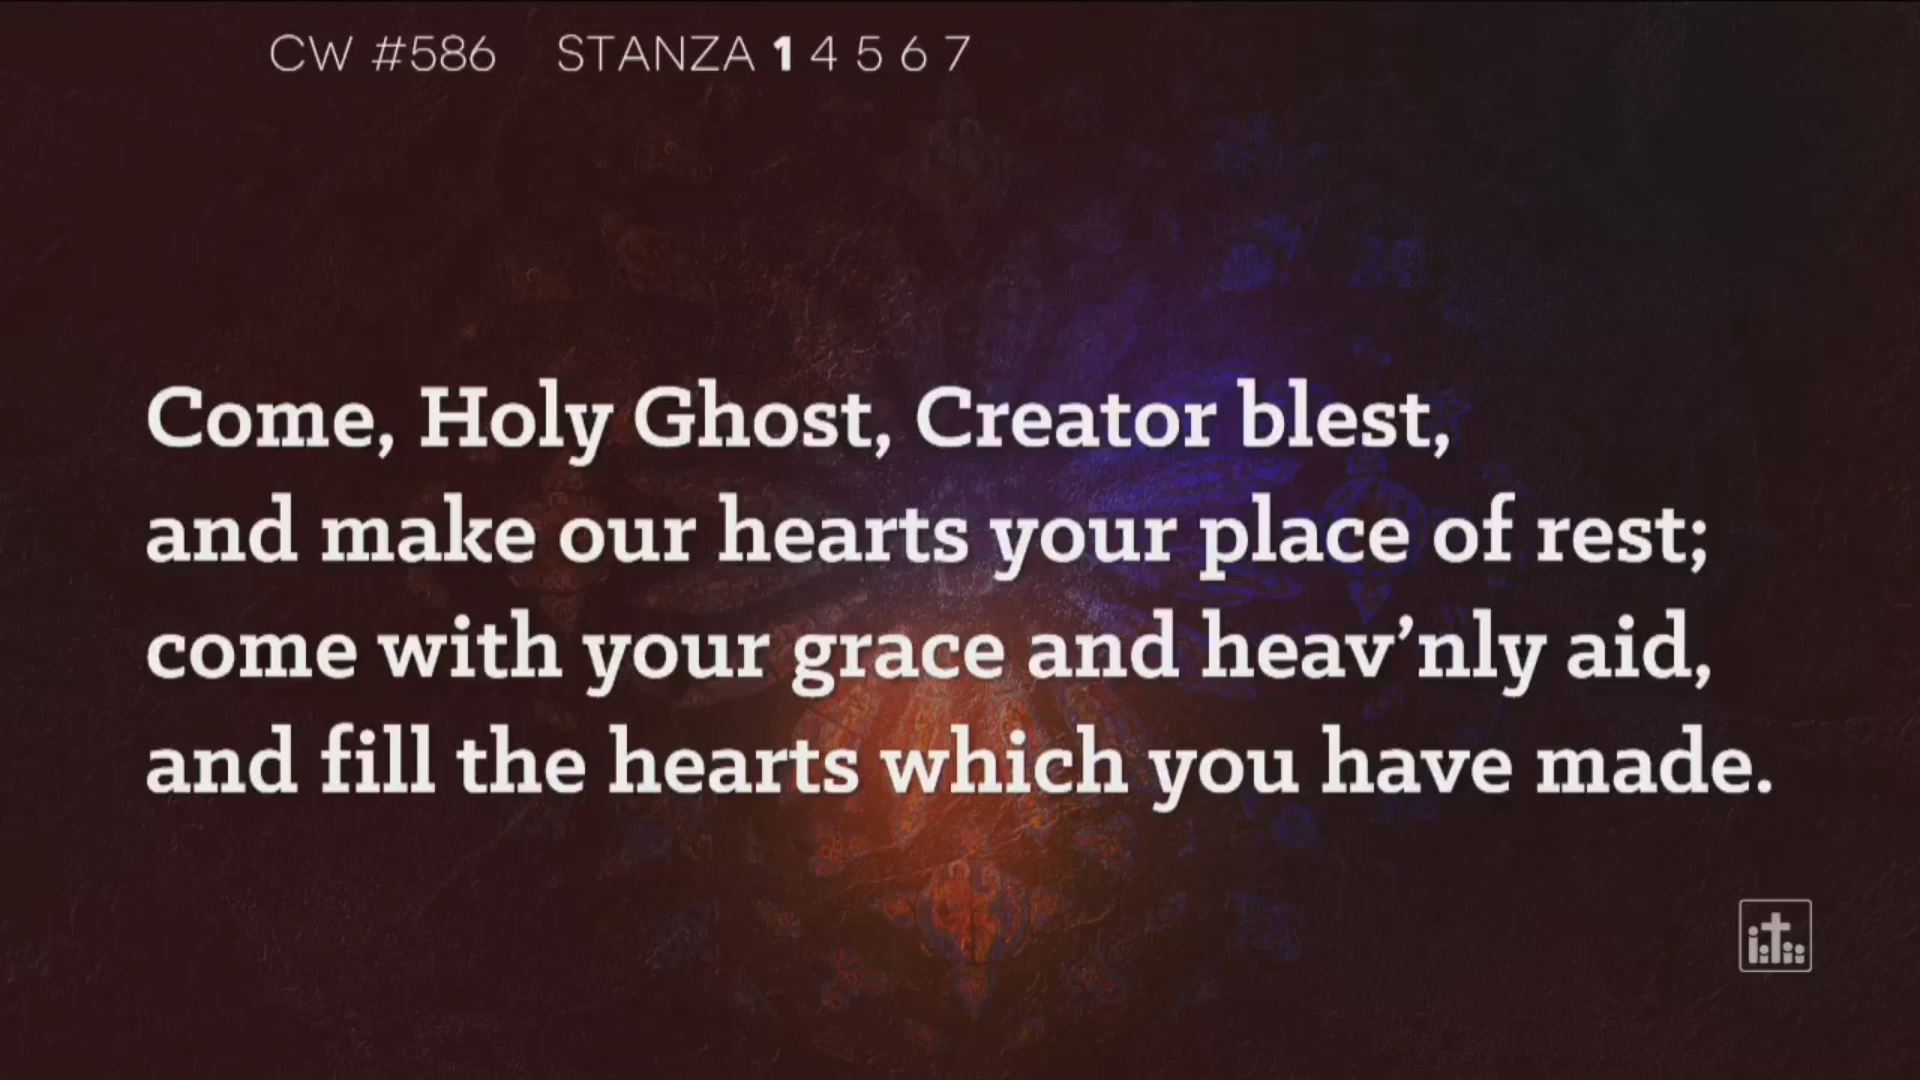 CW #586 STANZA 1 4 5 6 7
Come, Holy Ghost, Creator blest,
and make our hearts your place of rest;
come with your grace and heav’nly aid,
and fill the hearts which you have made.